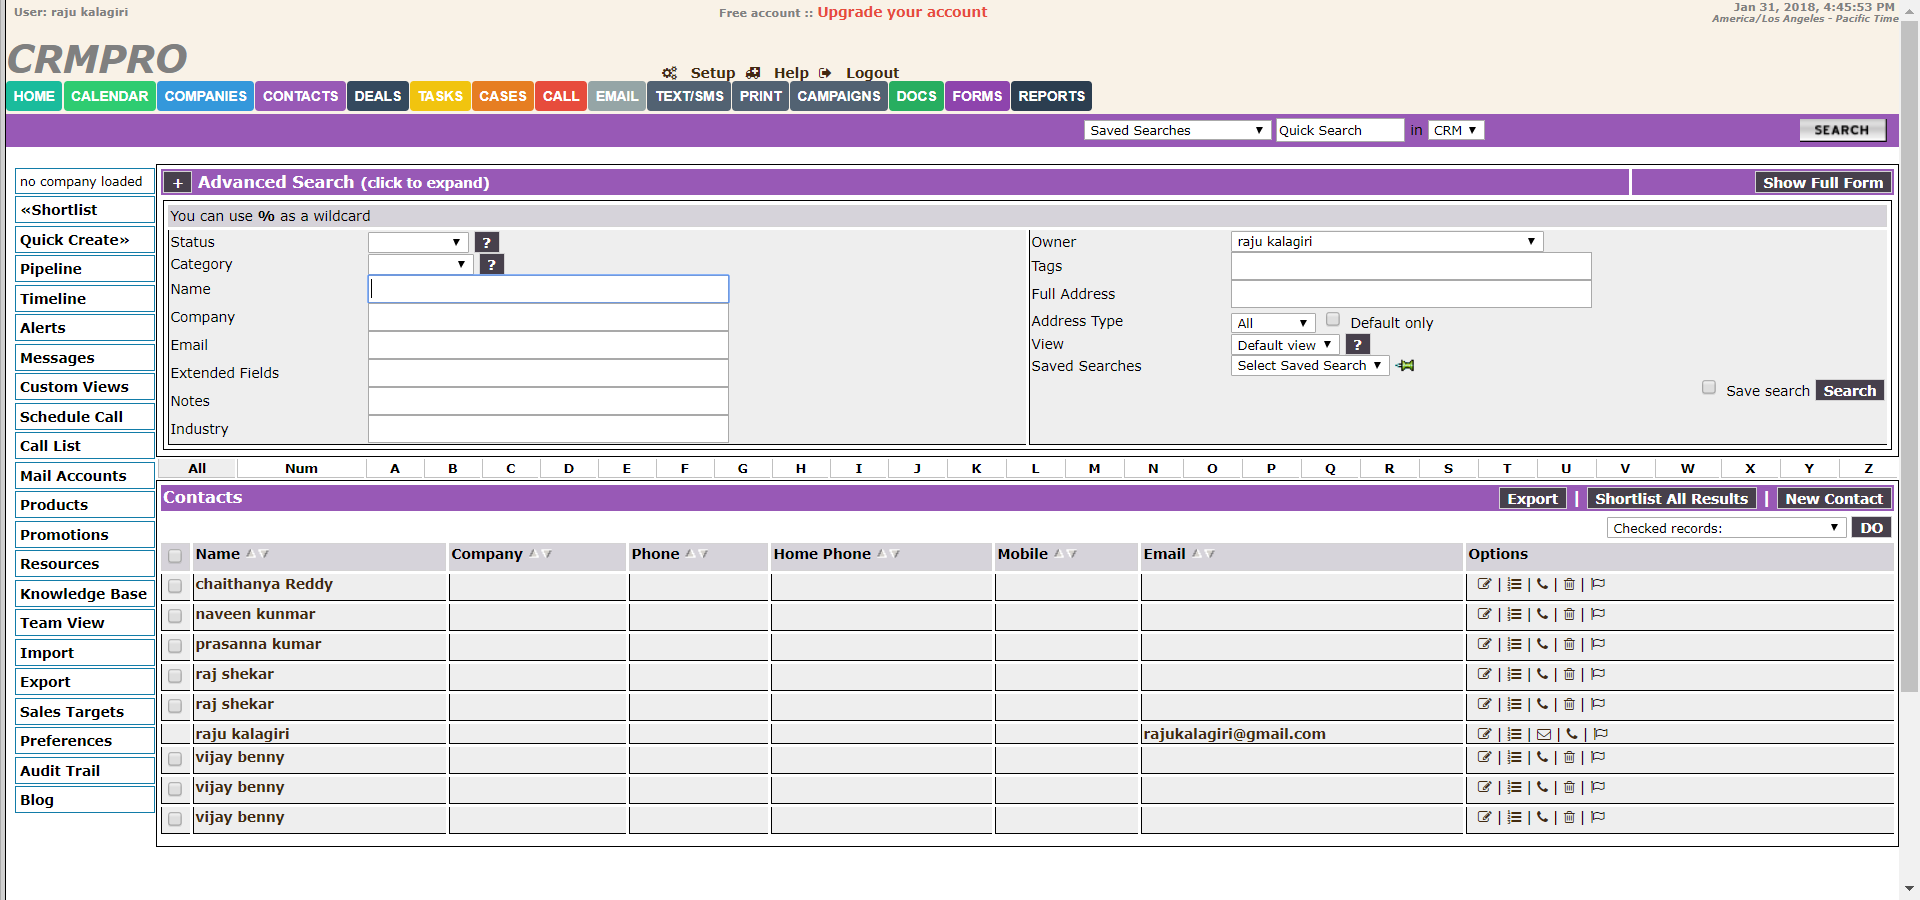 User: raju kalagiri
Free account :: Upgrade your account
Jan 31, 2018, 4:45:53 PM
America/Los Angeles - Pacific Time
CRMPRO
Setup Help Logout
HOME CALENDAR COMPANIES CONTACTS DEALS TASKS CASES CALL EMAIL TEXT/SMS PRINT CAMPAIGNS DOCS FORMS REPORTS
Saved Searches Quick Search in CRM SEARCH
no company loaded
«Shortlist
Quick Create»
Pipeline
Timeline
Alerts
Messages
Custom Views
Schedule Call
Call List
Mail Accounts
Products
Promotions
Resources
Knowledge Base
Team View
Import
Export
Sales Targets
Preferences
Audit Trail
Blog
+ Advanced Search (click to expand) Show Full Form
You can use % as a wildcard
Status ?
Category ?
Name
Company
Email
Extended Fields
Notes
Industry
Owner raju kalagiri
Tags
Full Address
Address Type All Default only
View Default view ?
Saved Searches Select Saved Search
Save search Search
All Num A B C D E F G H I J K L M N O P Q R S T U V W X Y Z
Contacts Export | Shortlist All Results | New Contact
Checked records: DO
Name Company Phone Home Phone Mobile Email Options
chaithanya Reddy | | | |
naveen kunmar | | | |
prasanna kumar | | | |
raj shekar | | | |
raj shekar | | | |
raju kalagiri rajukalagiri@gmail.com | | | |
vijay benny | | | |
vijay benny | | | |
vijay benny | | | |